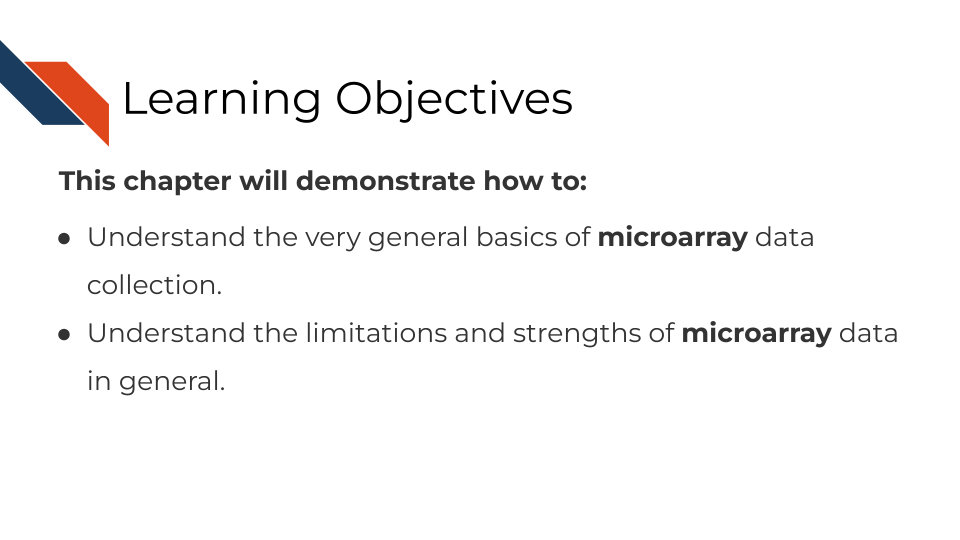 Learning Objectives
This chapter will demonstrate how to:
● Understand the very general basics of microarray data
collection.
● Understand the limitations and strengths of microarray data
in general.